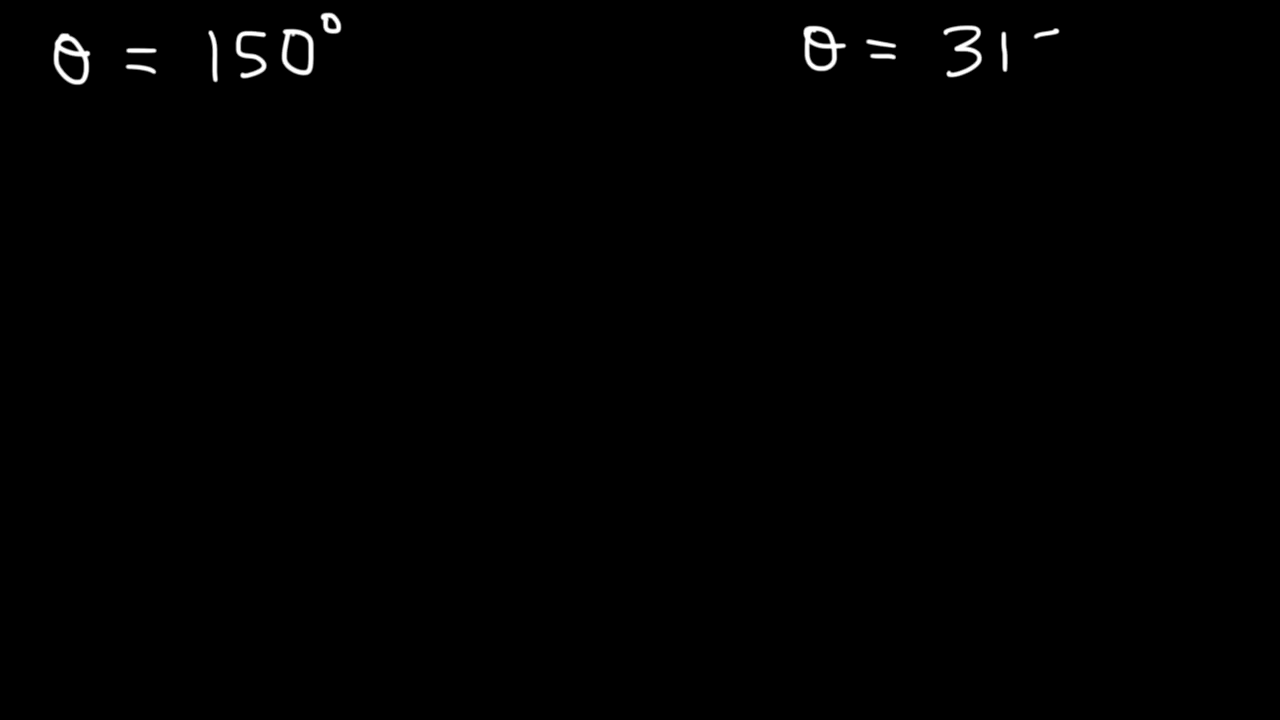 θ = 150°
θ = 31